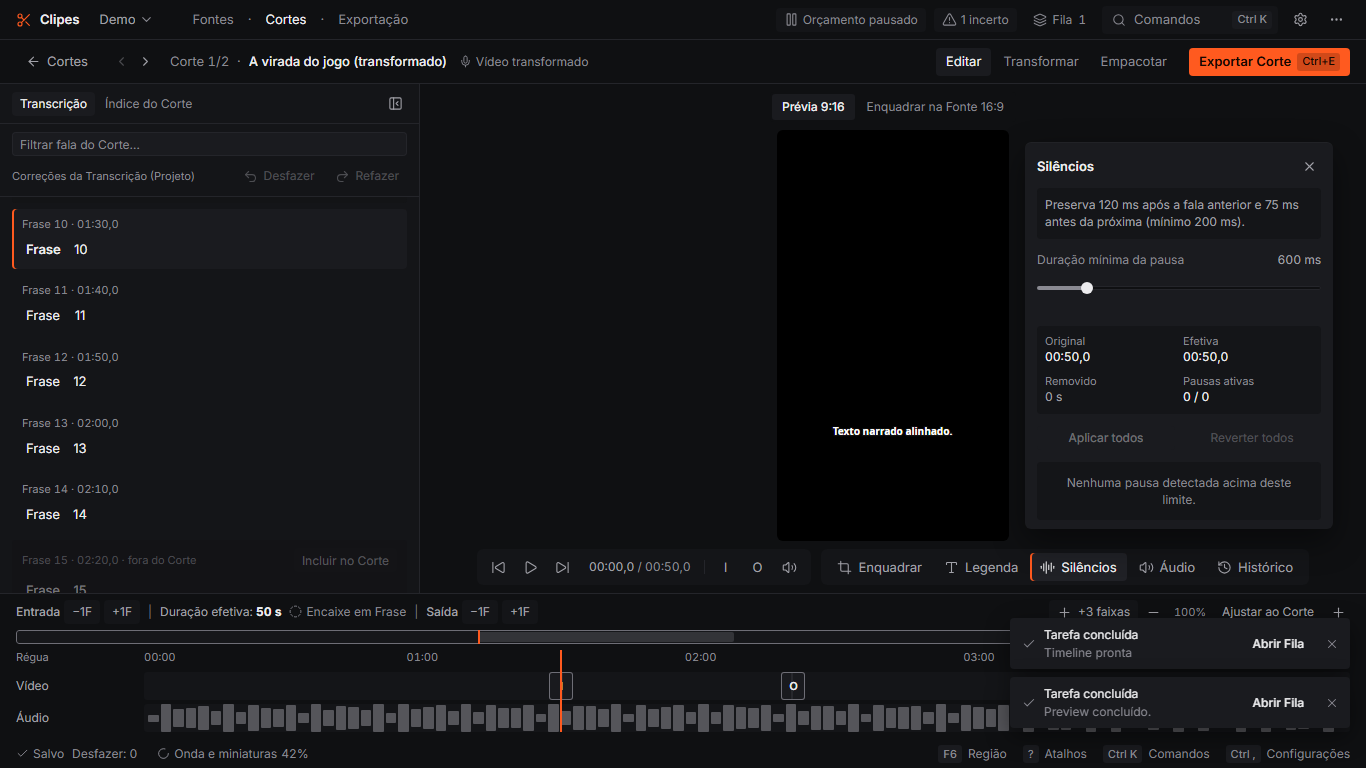 Clipes Demo Fontes · Cortes · Exportação Orçamento pausado 1 incerto Fila 1 Comandos Ctrl K
Cortes Corte 1/2 · A virada do jogo (transformado) Vídeo transformado Editar Transformar Empacotar Exportar Corte Ctrl+E
Transcrição Índice do Corte
Filtrar fala do Corte...
Correções da Transcrição (Projeto) Desfazer Refazer
Frase 10 · 01:30,0
Frase 10
Frase 11 · 01:40,0
Frase 11
Frase 12 · 01:50,0
Frase 12
Frase 13 · 02:00,0
Frase 13
Frase 14 · 02:10,0
Frase 14
Frase 15 · 02:20,0 · fora do Corte Incluir no Corte
Frase 15
Prévia 9:16 Enquadrar na Fonte 16:9
Texto narrado alinhado.
Silêncios
Preserva 120 ms após a fala anterior e 75 ms
antes da próxima (mínimo 200 ms).
Duração mínima da pausa 600 ms
Original Efetiva
00:50,0 00:50,0
Removido Pausas ativas
0 s 0 / 0
Aplicar todos Reverter todos
Nenhuma pausa detectada acima deste
limite.
00:00,0 / 00:50,0 I O Enquadrar Legenda Silêncios Áudio Histórico
Entrada −1F +1F Duração efetiva: 50 s Encaixe em Frase Saída −1F +1F +3 faixas 100% Ajustar ao Corte
Régua 00:00 01:00 02:00 03:00
Vídeo O
Áudio
Tarefa concluída
Timeline pronta
Abrir Fila
Tarefa concluída
Preview concluído.
Abrir Fila
Salvo Desfazer: 0 Onda e miniaturas 42% F6 Região ? Atalhos Ctrl K Comandos Ctrl , Configurações